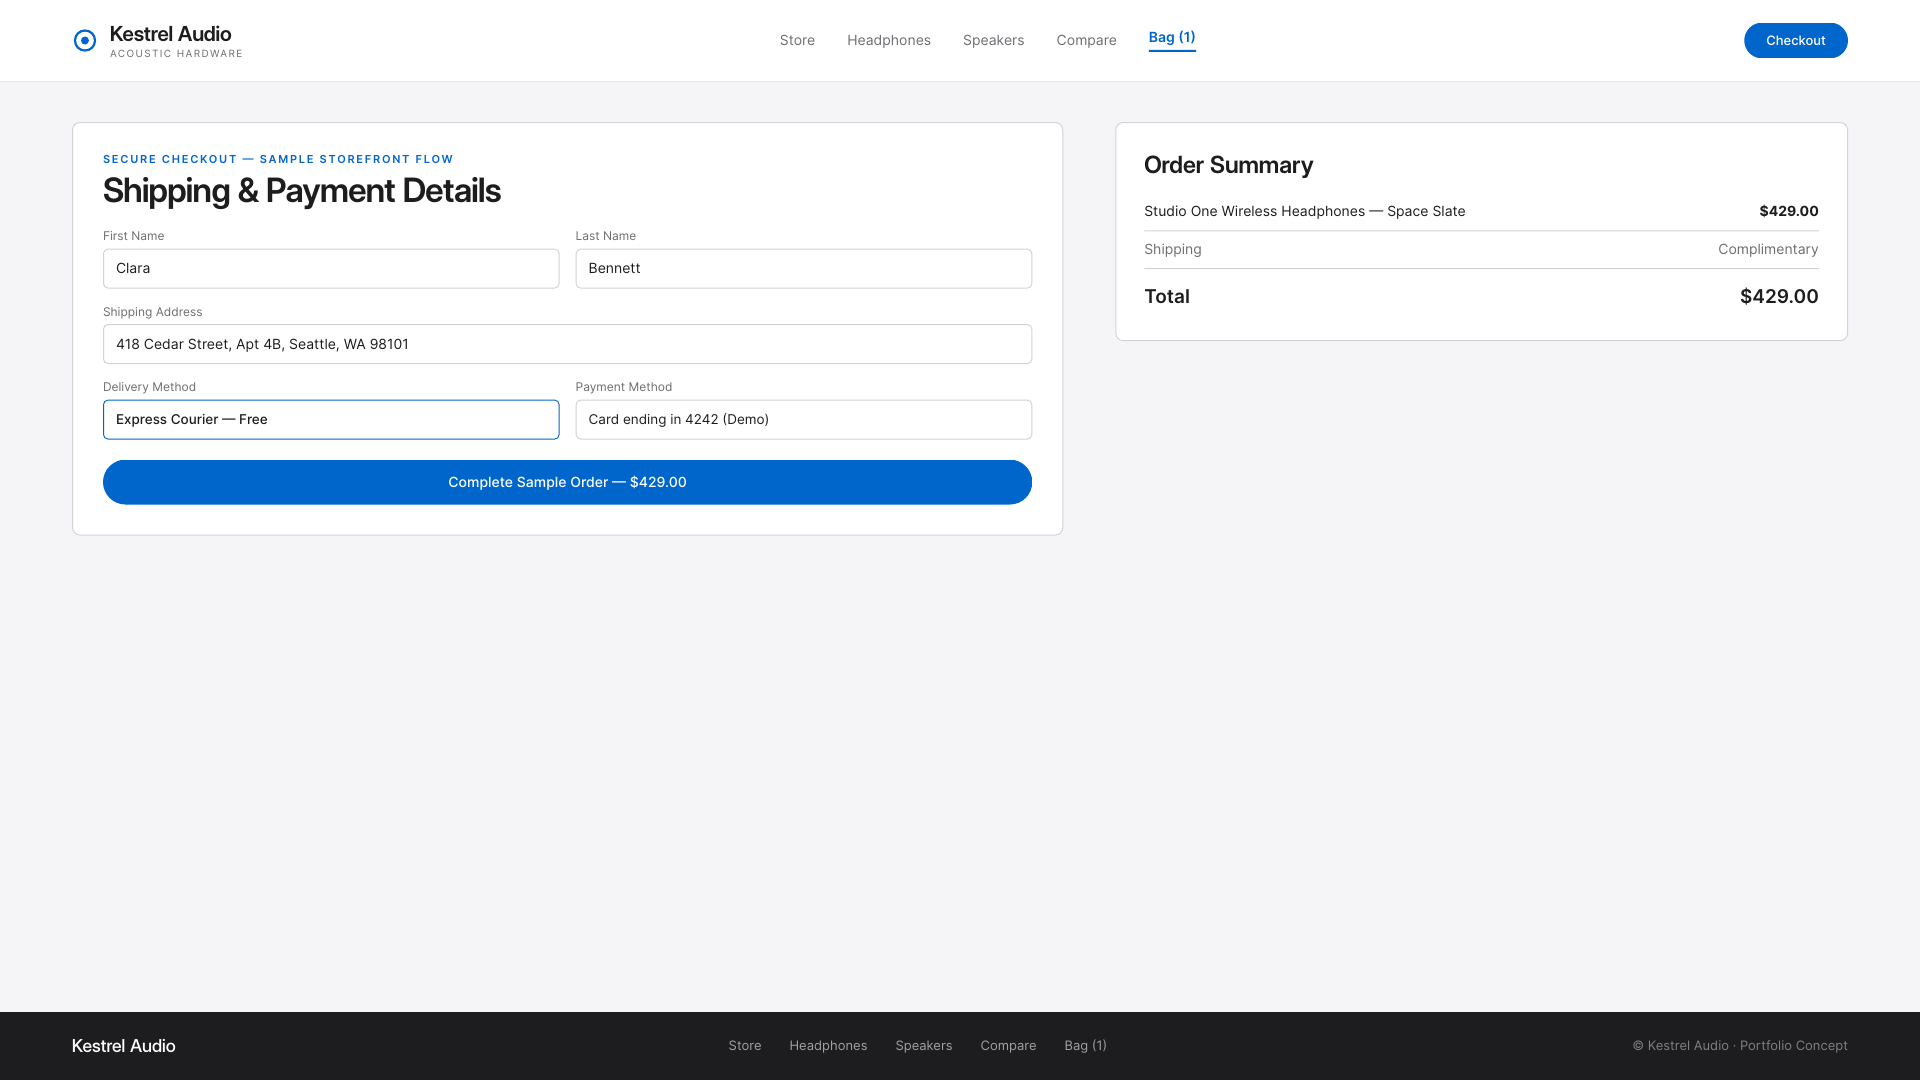 Kestrel Audio
ACOUSTIC HARDWARE
Store
Headphones
Speakers
Compare
Bag (1)
Checkout
SECURE CHECKOUT — SAMPLE STOREFRONT FLOW
Shipping & Payment Details
First Name
Clara
Last Name
Bennett
Shipping Address
418 Cedar Street, Apt 4B, Seattle, WA 98101
Delivery Method
Express Courier — Free
Payment Method
Card ending in 4242 (Demo)
Complete Sample Order — $429.00
Order Summary
Studio One Wireless Headphones — Space Slate $429.00
Shipping Complimentary
Total $429.00
Kestrel Audio
Store
Headphones
Speakers
Compare
Bag (1)
© Kestrel Audio · Portfolio Concept